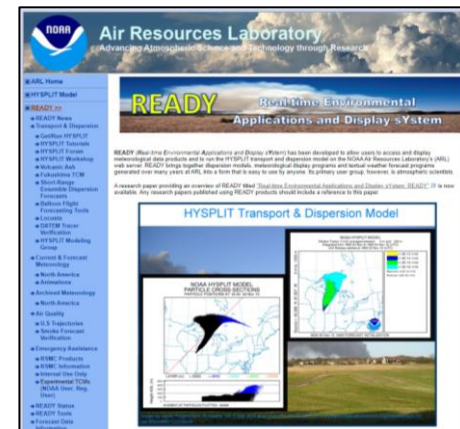 NOAA
Air Resources Laboratory
Advancing Atmospheric Science and Technology through Research
ARL Home
HYSPLIT Model
READY >>
READY News
Transport & Dispersion
Get/Run HYSPLIT
HYSPLIT Tutorials
HYSPLIT Forum
HYSPLIT Workshop
Volcanic Ash
Fukushima TCM
Short-Range
Ensemble Dispersion
Forecasts
Balloon Flight
Forecasting Tools
Locusts
DATEM Tracer
Verification
HYSPLIT Modeling
Group
Current & Forecast
Meteorology
North America
Animations
Archived Meteorology
North America
Air Quality
U.S Trajectories
Smoke Forecast
Verification
Emergency Assistance
RSMC Products
RSMC Information
Internal Use Only
Experimental TCMs
(NOAA User, Reg.
User)
READY Status
READY Tools
Forecast Data
Information
READY
Real-time Environmental
Applications and Display sYstem
READY (Real-time Environmental Applications and Display sYstem) has been developed to allow users to access and display
meteorological data products and to run the HYSPLIT transport and dispersion model on the NOAA Air Resources Laboratory's (ARL)
web server. READY brings together dispersion models, meteorological display programs and textual weather forecast programs
generated over many years at ARL into a form that is easy to use by anyone. Its primary user group, however, is atmospheric scientists.
A research paper providing an overview of READY titled "Real-time Environmental Applications and Display sYstem: READY" is now
available. Any research papers published using READY products should include a reference to this paper.
HYSPLIT Transport & Dispersion Model
NOAA HYSPLIT MODEL
PARTICLE CROSS-SECTIONS
NOAA HYSPLIT MODEL